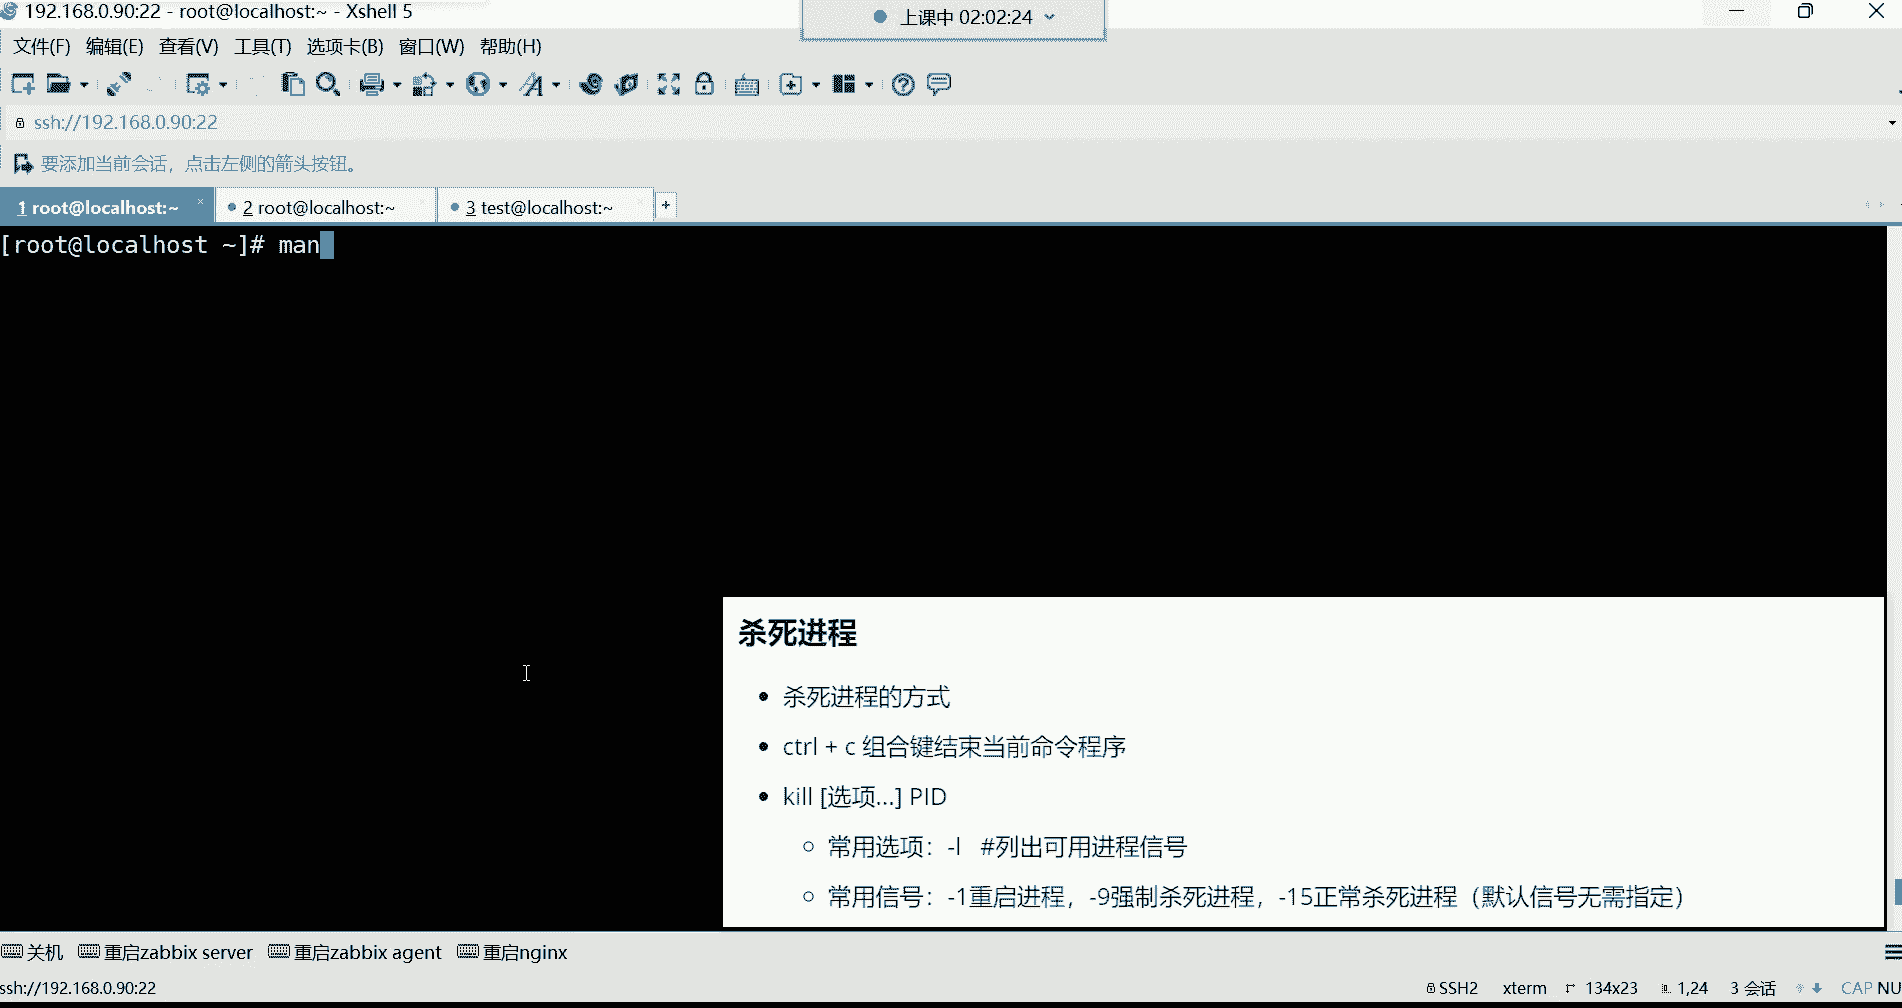 192.168.0.90:22 - root@localhost:~ - Xshell 5
上课中 02:02:24
文件(F) 编辑(E) 查看(V) 工具(T) 选项卡(B) 窗口(W) 帮助(H)
ssh://192.168.0.90:22
要添加当前会话，点击左侧的箭头按钮。
1 root@localhost:~ 2 root@localhost:~ 3 test@localhost:~
[root@localhost ~]# man
杀死进程
杀死进程的方式
ctrl + c 组合键结束当前命令程序
kill [选项...] PID
常用选项：-l #列出可用进程信号
常用信号：-1重启进程，-9强制杀死进程，-15正常杀死进程（默认信号无需指定）
关机 重启zabbix server 重启zabbix agent 重启nginx
ssh://192.168.0.90:22 SSH2 xterm 134x23 1,24 3 会话 CAP NU